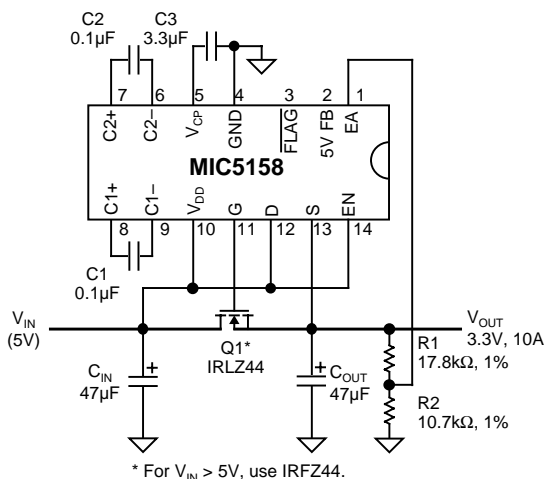 C2
0.1µF
C3
3.3µF
7 6 5 4 3 2 1
C2+ C2– VCP GND FLAG 5V FB EA
MIC5158
C1+ C1– VDD G D S EN
8 9 10 11 12 13 14
C1
0.1µF
VIN
(5V)
Q1*
IRLZ44
VOUT
3.3V, 10A
R1
17.8kΩ, 1%
CIN
47µF
COUT
47µF
R2
10.7kΩ, 1%
* For VIN > 5V, use IRFZ44.